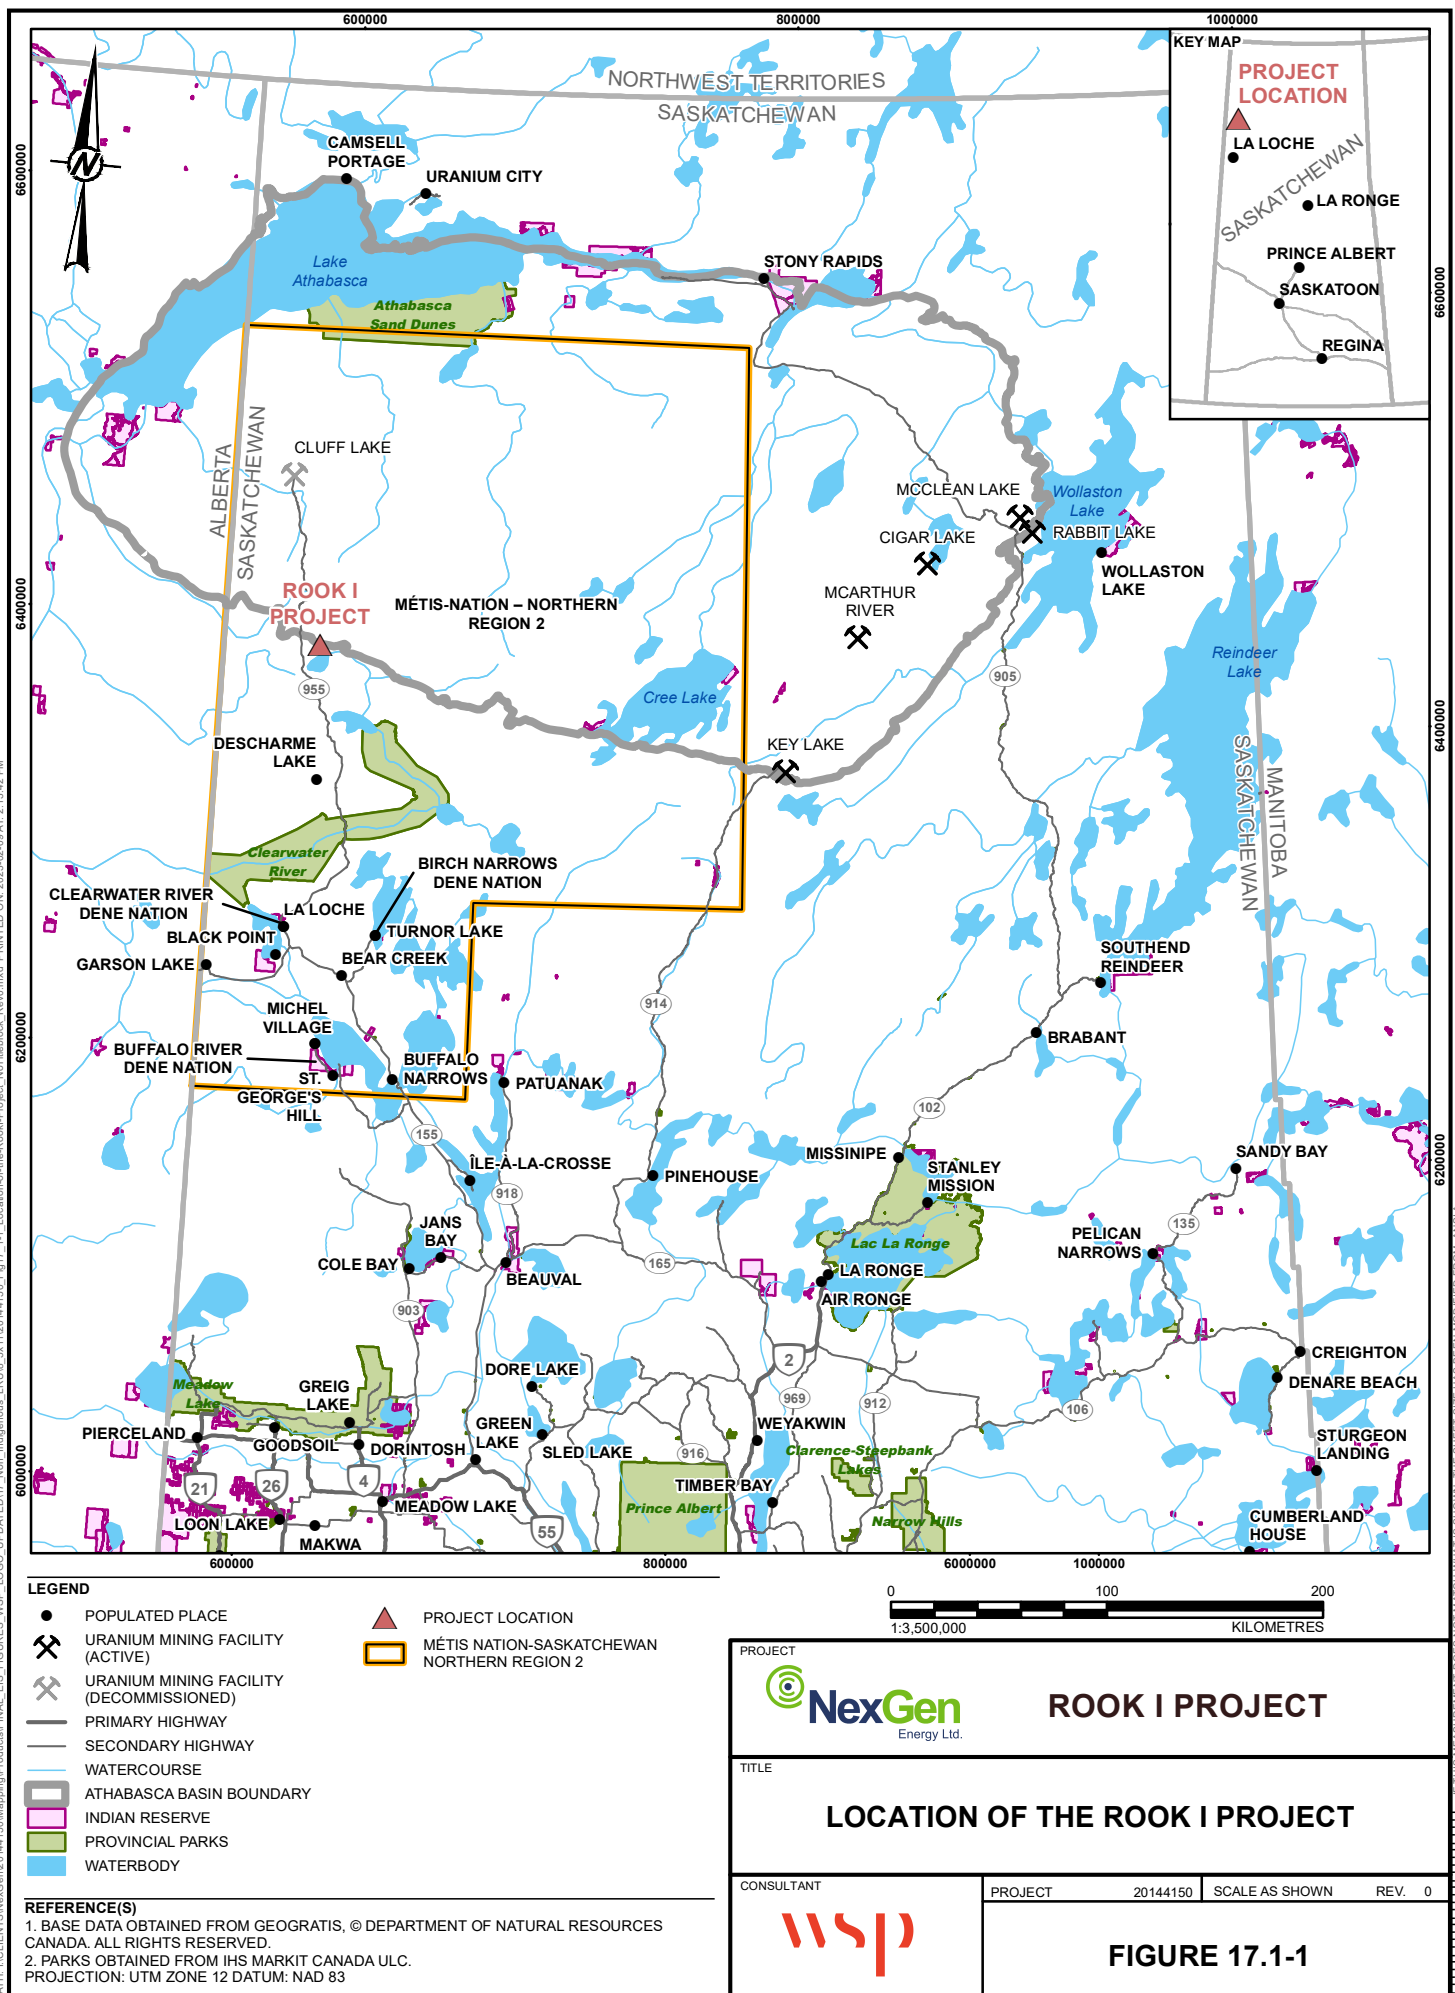 600000
800000
1000000
KEY MAP
PROJECT
LOCATION
LA LOCHE
SASKATCHEWAN
LA RONGE
PRINCE ALBERT
SASKATOON
REGINA
NORTHWEST TERRITORIES
SASKATCHEWAN
N
CAMSELL
PORTAGE
URANIUM CITY
6600000
6600000
Lake
Athabasca
STONY RAPIDS
Athabasca
Sand Dunes
ALBERTA
SASKATCHEWAN
CLUFF LAKE
MCCLEAN LAKE
Wollaston
Lake
RABBIT LAKE
CIGAR LAKE
WOLLASTON
LAKE
MCARTHUR
RIVER
ROOK I
PROJECT
MÉTIS-NATION – NORTHERN
REGION 2
6400000
6400000
Reindeer
Lake
955
905
Cree Lake
DESCHARME
LAKE
KEY LAKE
MANITOBA
SASKATCHEWAN
Clearwater
River
BIRCH NARROWS
DENE NATION
CLEARWATER RIVER
DENE NATION
LA LOCHE
TURNOR LAKE
BLACK POINT
BEAR CREEK
GARSON LAKE
SOUTHEND
REINDEER
914
MICHEL
VILLAGE
BRABANT
6200000
6200000
BUFFALO RIVER
DENE NATION
ST.
GEORGE'S
HILL
BUFFALO
NARROWS
PATUANAK
102
155
MISSINIPE
STANLEY
MISSION
SANDY BAY
ÎLE-À-LA-CROSSE
PINEHOUSE
918
135
JANS
BAY
PELICAN
NARROWS
Lac La Ronge
COLE BAY
BEAUVAL
165
LA RONGE
AIR RONGE
903
CREIGHTON
2
DENARE BEACH
Meadow
Lake
GREIG
LAKE
DORE LAKE
969
912
106
PIERCELAND
GOODSOIL
DORINTOSH
GREEN
LAKE
SLED LAKE
WEYAKWIN
916
Clarence-Steepbank
Lakes
STURGEON
LANDING
6000000
21
26
4
MEADOW LAKE
TIMBER BAY
Prince Albert
Narrow Hills
LOON LAKE
MAKWA
55
CUMBERLAND
HOUSE
600000
800000
6000000
1000000
LEGEND
POPULATED PLACE
URANIUM MINING FACILITY
(ACTIVE)
URANIUM MINING FACILITY
(DECOMMISSIONED)
PRIMARY HIGHWAY
SECONDARY HIGHWAY
WATERCOURSE
ATHABASCA BASIN BOUNDARY
INDIAN RESERVE
PROVINCIAL PARKS
WATERBODY
PROJECT LOCATION
MÉTIS NATION-SASKATCHEWAN
NORTHERN REGION 2
0 100 200
1:3,500,000 KILOMETRES
REFERENCE(S)
1. BASE DATA OBTAINED FROM GEOGRATIS, © DEPARTMENT OF NATURAL RESOURCES
CANADA. ALL RIGHTS RESERVED.
2. PARKS OBTAINED FROM IHS MARKIT CANADA ULC.
PROJECTION: UTM ZONE 12 DATUM: NAD 83
PROJECT
NexGen
Energy Ltd.
ROOK I PROJECT
TITLE
LOCATION OF THE ROOK I PROJECT
CONSULTANT
wsp
PROJECT 20144150 SCALE AS SHOWN REV. 0
FIGURE 17.1-1